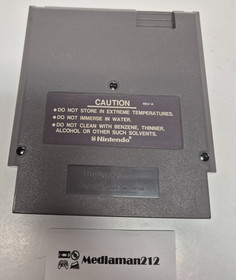 CAUTION
REV-A
● DO NOT STORE IN EXTREME TEMPERATURES.
● DO NOT IMMERSE IN WATER.
● DO NOT CLEAN WITH BENZENE, THINNER,
ALCOHOL OR OTHER SUCH SOLVENTS.
Nintendo®
Mediaman212